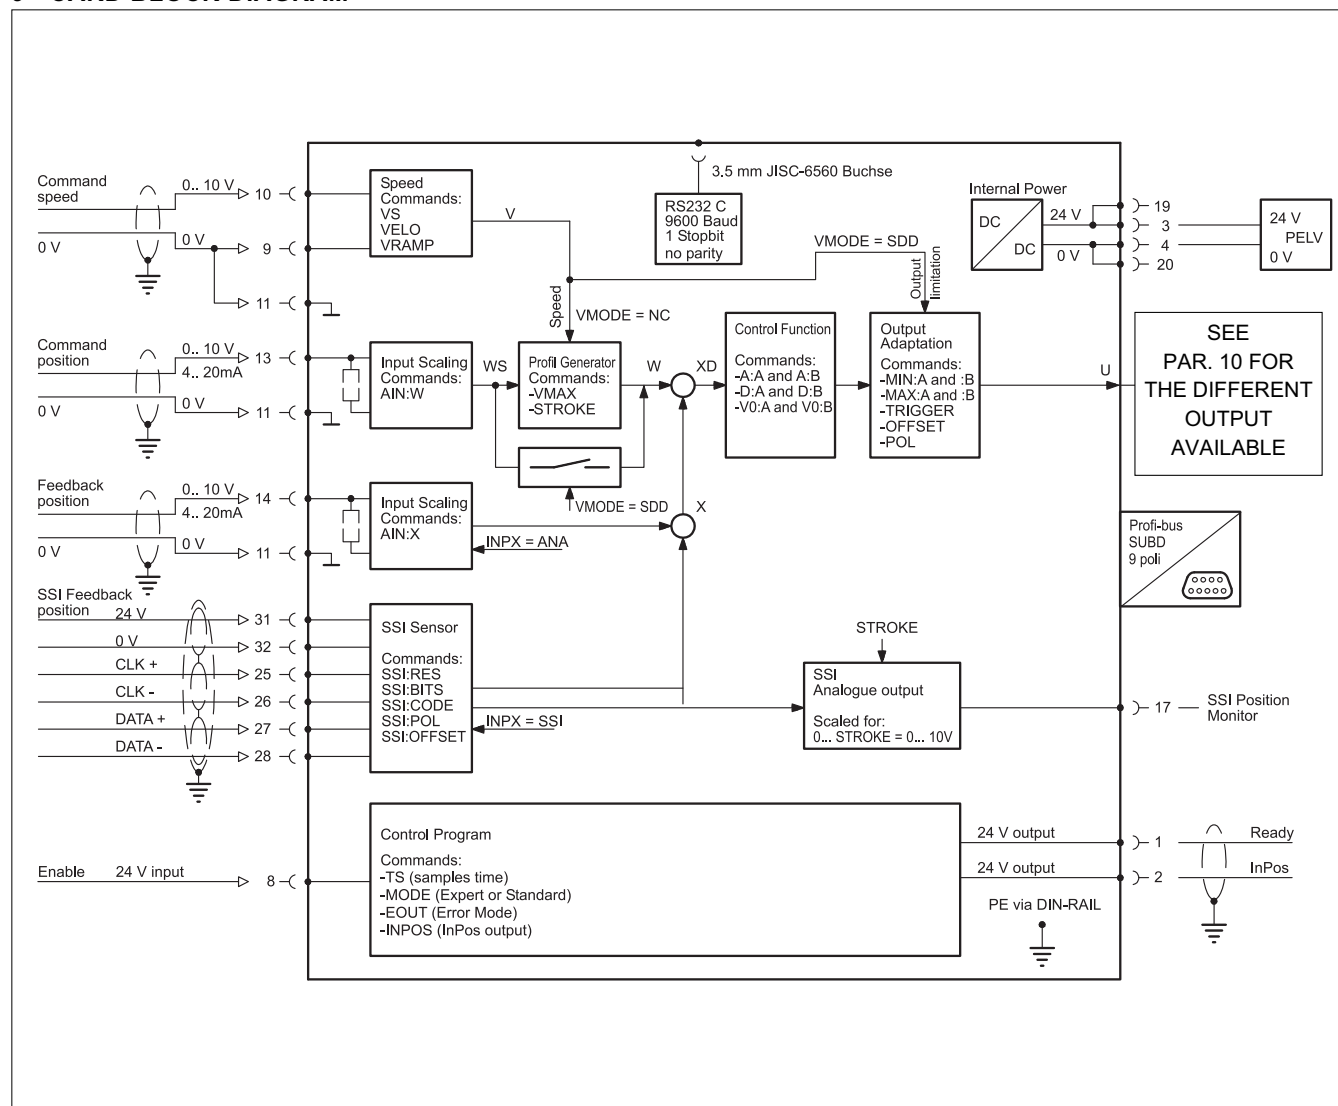 3.5 mm JISC-6560 Buchse
RS232 C
9600 Baud
1 Stopbit
no parity
Command
speed
0.. 10 V
10
0 V
0 V
9
11
Speed
Commands:
VS
VELO
VRAMP
V
VMODE = SDD
Output
limitation
Speed
VMODE = NC
Internal Power
DC
DC
24 V
0 V
19
3
4
20
24 V
PELV
0 V
Command
position
0.. 10 V
13
4.. 20mA
0 V
0 V
11
Input Scaling
Commands:
AIN:W
WS
Profil Generator
Commands:
-VMAX
-STROKE
W
XD
Control Function
Commands:
-A:A and A:B
-D:A and D:B
-V0:A and V0:B
Output
Adaptation
Commands:
-MIN:A and :B
-MAX:A and :B
-TRIGGER
-OFFSET
-POL
U
SEE
PAR. 10 FOR
THE DIFFERENT
OUTPUT
AVAILABLE
VMODE = SDD
Feedback
position
0.. 10 V
14
4.. 20mA
0 V
0 V
11
Input Scaling
Commands:
AIN:X
INPX = ANA
X
Profi-bus
SUBD
9 poli
SSI Feedback
position
24 V
31
0 V
32
CLK +
25
CLK -
26
DATA +
27
DATA -
28
SSI Sensor
Commands:
SSI:RES
SSI:BITS
SSI:CODE
SSI:POL
SSI:OFFSET
INPX = SSI
STROKE
SSI
Analogue output
Scaled for:
0... STROKE = 0... 10V
17
SSI Position
Monitor
Enable
24 V input
8
Control Program
Commands:
-TS (samples time)
-MODE (Expert or Standard)
-EOUT (Error Mode)
-INPOS (InPos output)
24 V output
1
Ready
24 V output
2
InPos
PE via DIN-RAIL